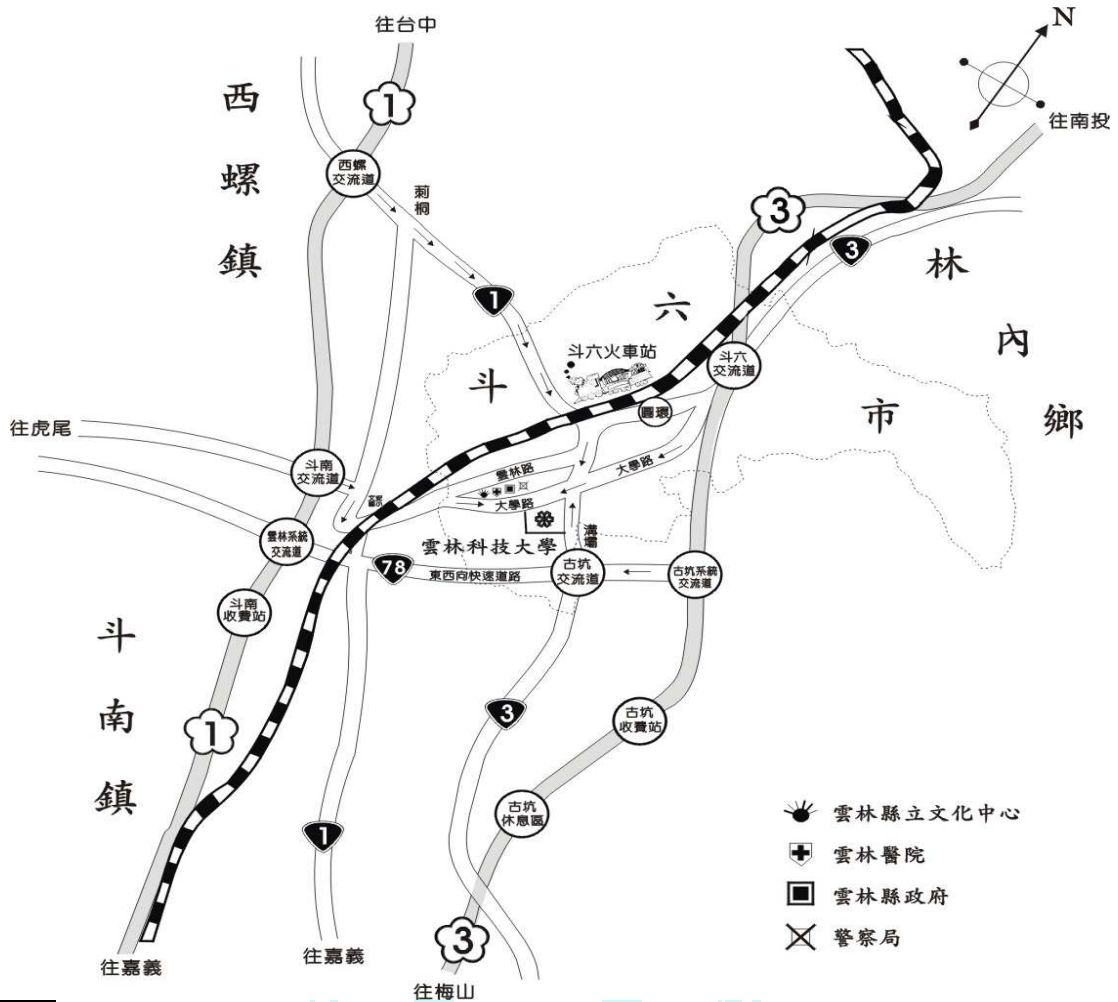 往台中
N
西螺鎮
1
往南投
西螺
交流道
莿桐
3
3
林內鄉
1
斗六市
斗六火車站
斗六
交流道
圓環
往虎尾
斗南
交流道
雲林路
大學路
大學路
雲林系統
交流道
雲林科技大學
溝壩
78
東西向快速道路
古坑
交流道
古坑系統
交流道
斗南
收費站
斗南鎮
1
3
古坑
收費站
古坑
休息區
1
3
往嘉義
往嘉義
往梅山
雲林縣立文化中心
雲林醫院
雲林縣政府
警察局